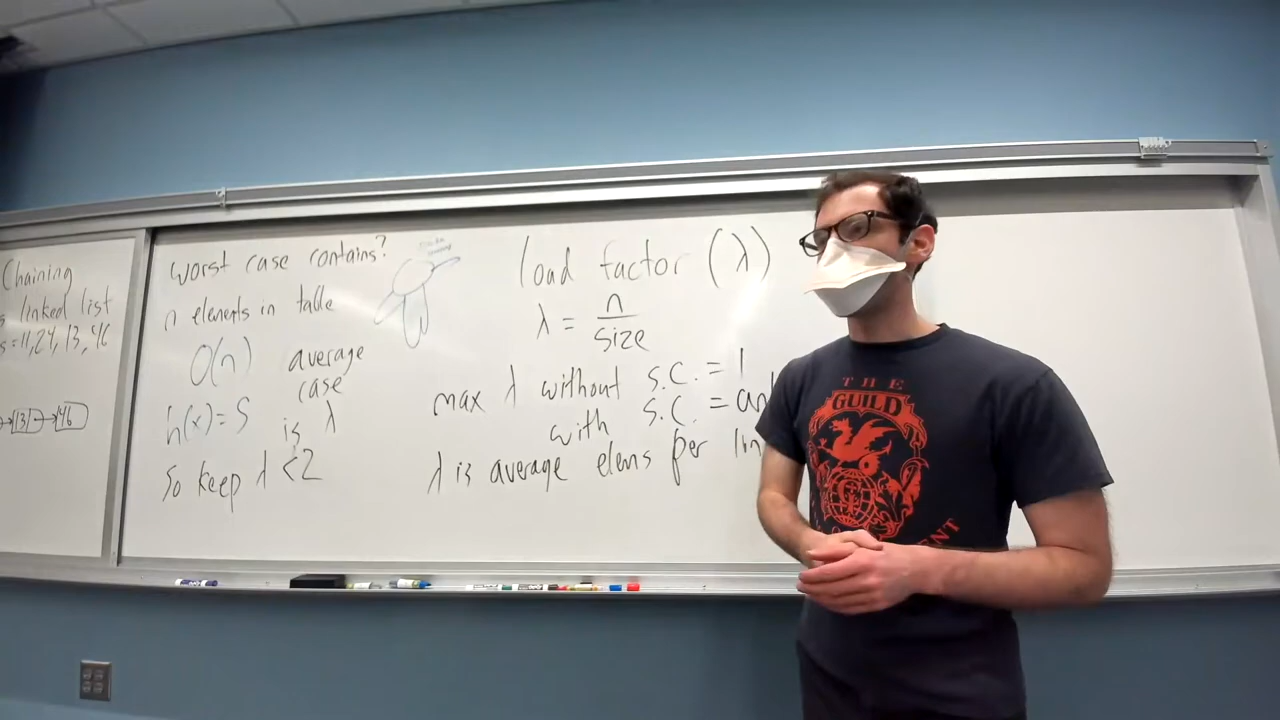 Chaining
linked list
= 11, 24, 13, 46
→ 13 → 46
worst case contains?
n elements in table
O(n) average
case
h(x) = 5 is λ
So keep λ < 2
load factor (λ)
λ = n
size
max λ without s.c. = 1
with s.c. = an
λ is average elems per lin
THE
GUILD